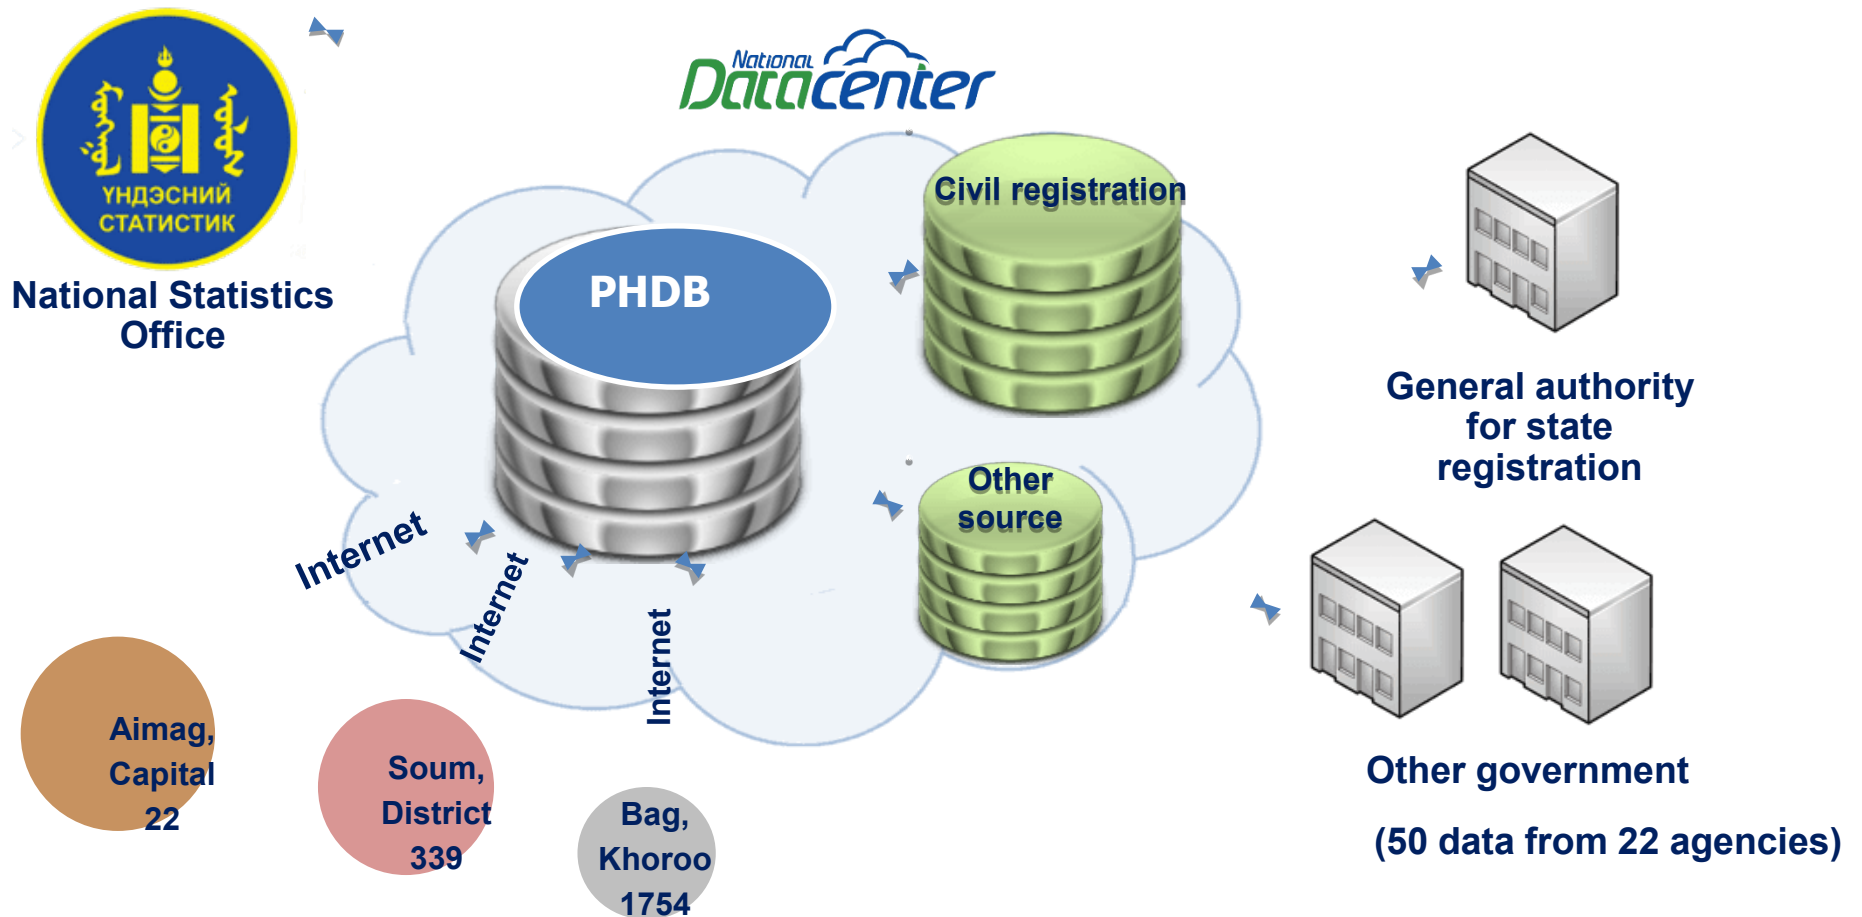 ҮНДЭСНИЙ
СТАТИСТИК
National Statistics
Office
National
Datacenter
PHDB
Civil registration
Other
source
General authority
for state
registration
Internet
Internet
Internet
Aimag,
Capital
22
Soum,
District
339
Bag,
Khoroo
1754
Other government
(50 data from 22 agencies)